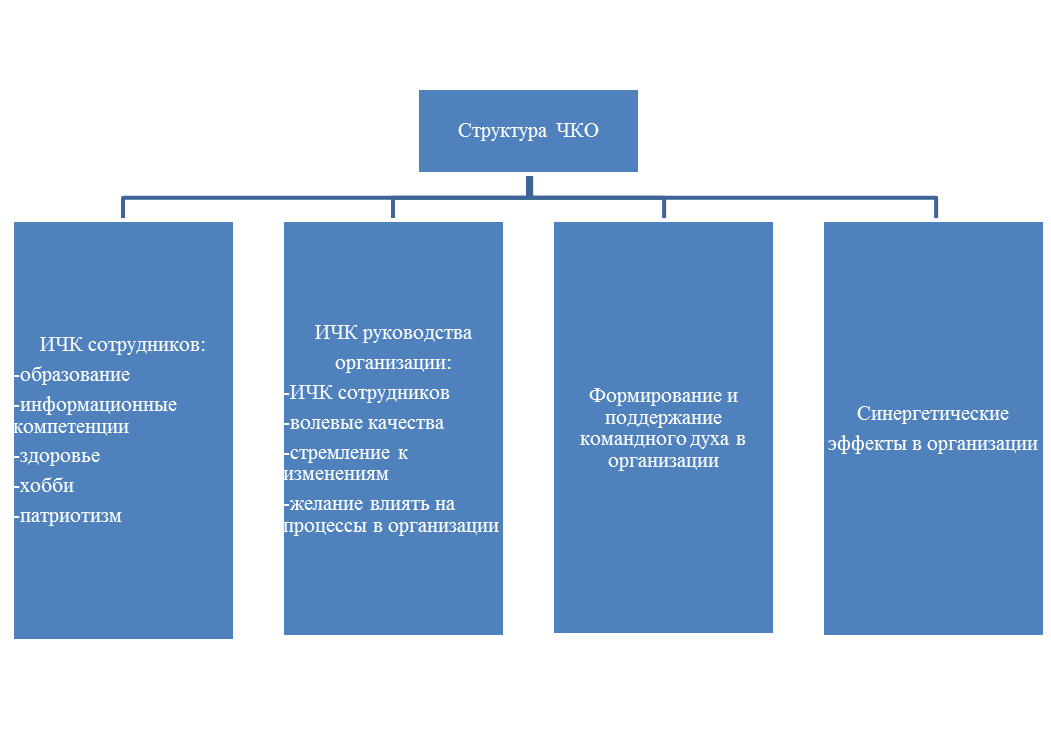 Структура ЧКО
ИЧК сотрудников:
-образование
-информационные
компетенции
-здоровье
-хобби
-патриотизм
ИЧК руководства
организации:
-ИЧК сотрудников
-волевые качества
-стремление к
изменениям
-желание влиять на
процессы в организации
Формирование и
поддержание
командного духа в
организации
Синергетические
эффекты в организации